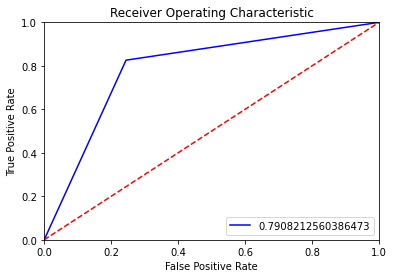 Receiver Operating Characteristic
1.0
0.8
0.6
0.4
0.2
0.0
True Positive Rate
0.7908212560386473
0.0 0.2 0.4 0.6 0.8 1.0
False Positive Rate